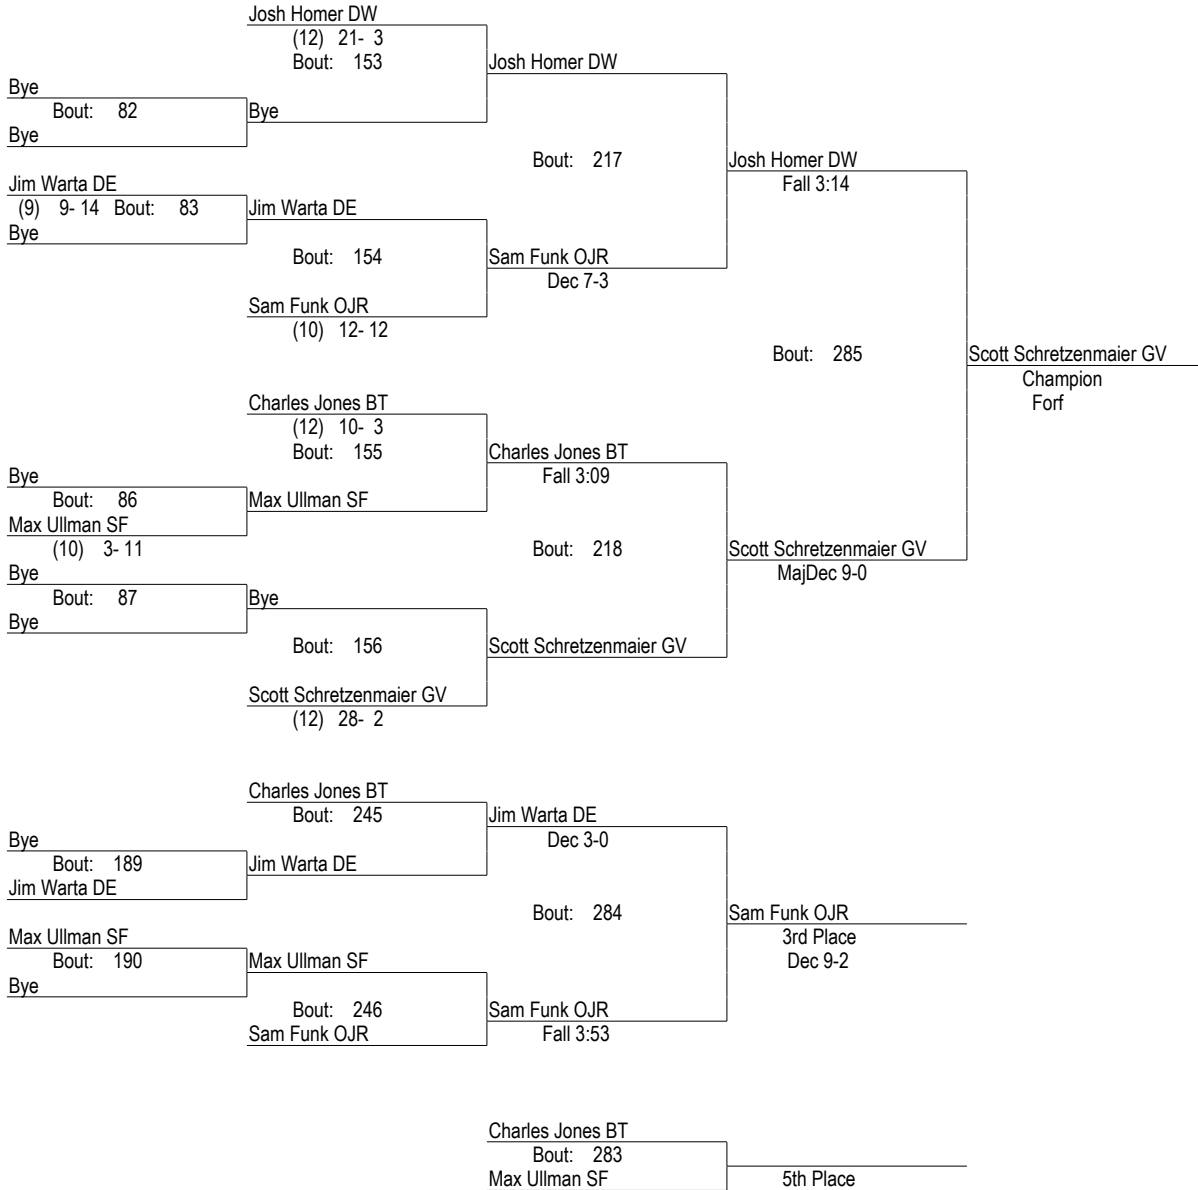 Josh Homer DW
(12) 21- 3
Bout: 153
Josh Homer DW
Bye
Bout: 82
Bye
Bye
Bout: 217
Josh Homer DW
Fall 3:14
Jim Warta DE
(9) 9- 14 Bout: 83
Jim Warta DE
Bye
Bout: 154
Sam Funk OJR
Dec 7-3
Sam Funk OJR
(10) 12- 12
Bout: 285
Scott Schretzenmaier GV
Champion
Forf
Charles Jones BT
(12) 10- 3
Bout: 155
Charles Jones BT
Fall 3:09
Bye
Bout: 86
Max Ullman SF
Max Ullman SF
(10) 3- 11
Bout: 218
Scott Schretzenmaier GV
MajDec 9-0
Bye
Bout: 87
Bye
Bye
Bout: 156
Scott Schretzenmaier GV
Scott Schretzenmaier GV
(12) 28- 2
Charles Jones BT
Bout: 245
Jim Warta DE
Dec 3-0
Bye
Bout: 189
Jim Warta DE
Jim Warta DE
Bout: 284
Sam Funk OJR
3rd Place
Dec 9-2
Max Ullman SF
Bout: 190
Max Ullman SF
Bye
Bout: 246
Sam Funk OJR
Fall 3:53
Sam Funk OJR
Charles Jones BT
Bout: 283
Max Ullman SF
5th Place